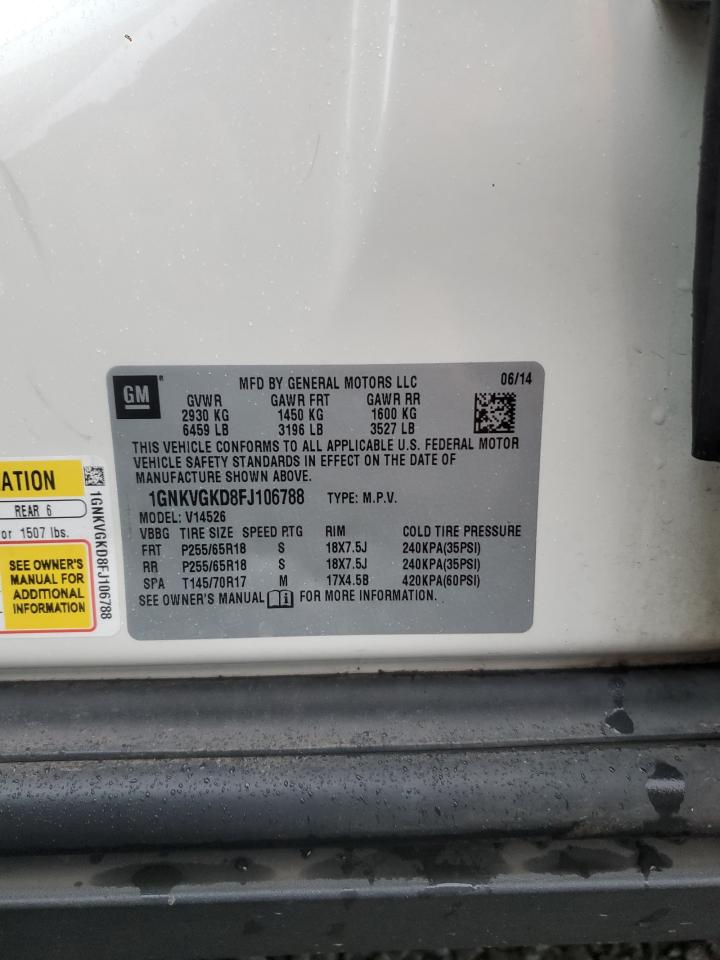 GM
MFD BY GENERAL MOTORS LLC 06/14
GVWR GAWR FRT GAWR RR
2930 KG 1450 KG 1600 KG
6459 LB 3196 LB 3527 LB
THIS VEHICLE CONFORMS TO ALL APPLICABLE U.S. FEDERAL MOTOR
VEHICLE SAFETY STANDARDS IN EFFECT ON THE DATE OF
MANUFACTURE SHOWN ABOVE.
1GNKVGKD8FJ106788 TYPE: M.P.V.
MODEL: V14526
VBBG TIRE SIZE SPEED RTG RIM COLD TIRE PRESSURE
FRT P255/65R18 S 18X7.5J 240KPA(35PSI)
RR P255/65R18 S 18X7.5J 240KPA(35PSI)
SPA T145/70R17 M 17X4.5B 420KPA(60PSI)
SEE OWNER'S MANUAL FOR MORE INFORMATION.
ATION
REAR 6
or 1507 lbs.
SEE OWNER'S
MANUAL FOR
ADDITIONAL
INFORMATION
1GNKVGKD8FJ106788